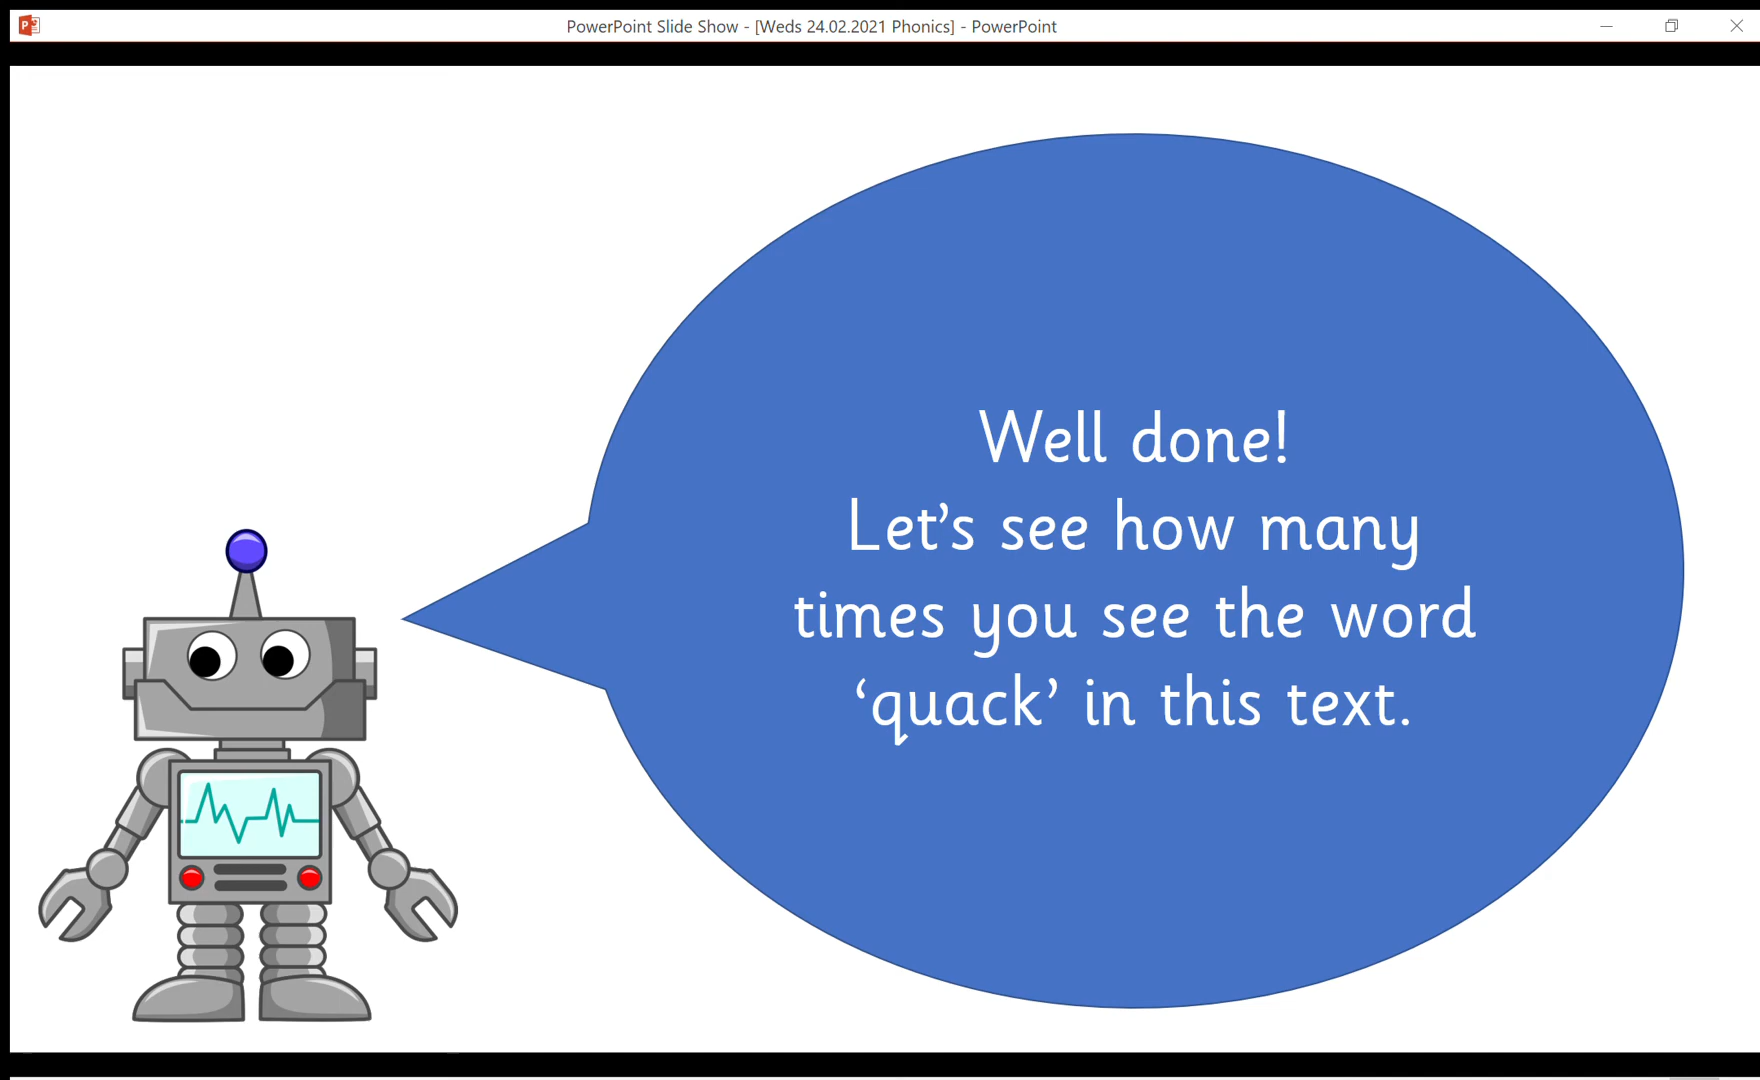 PowerPoint Slide Show - [Weds 24.02.2021 Phonics] - PowerPoint
Well done!
Let’s see how many
times you see the word
‘quack’ in this text.